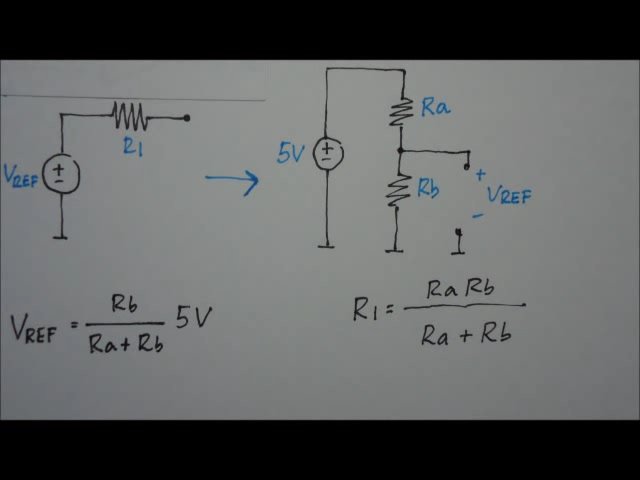 R1
VREF
+
-
5V
+
-
Ra
Rb
+
VREF
-
VREF = Rb / Ra + Rb 5V
R1 = Ra Rb / Ra + Rb